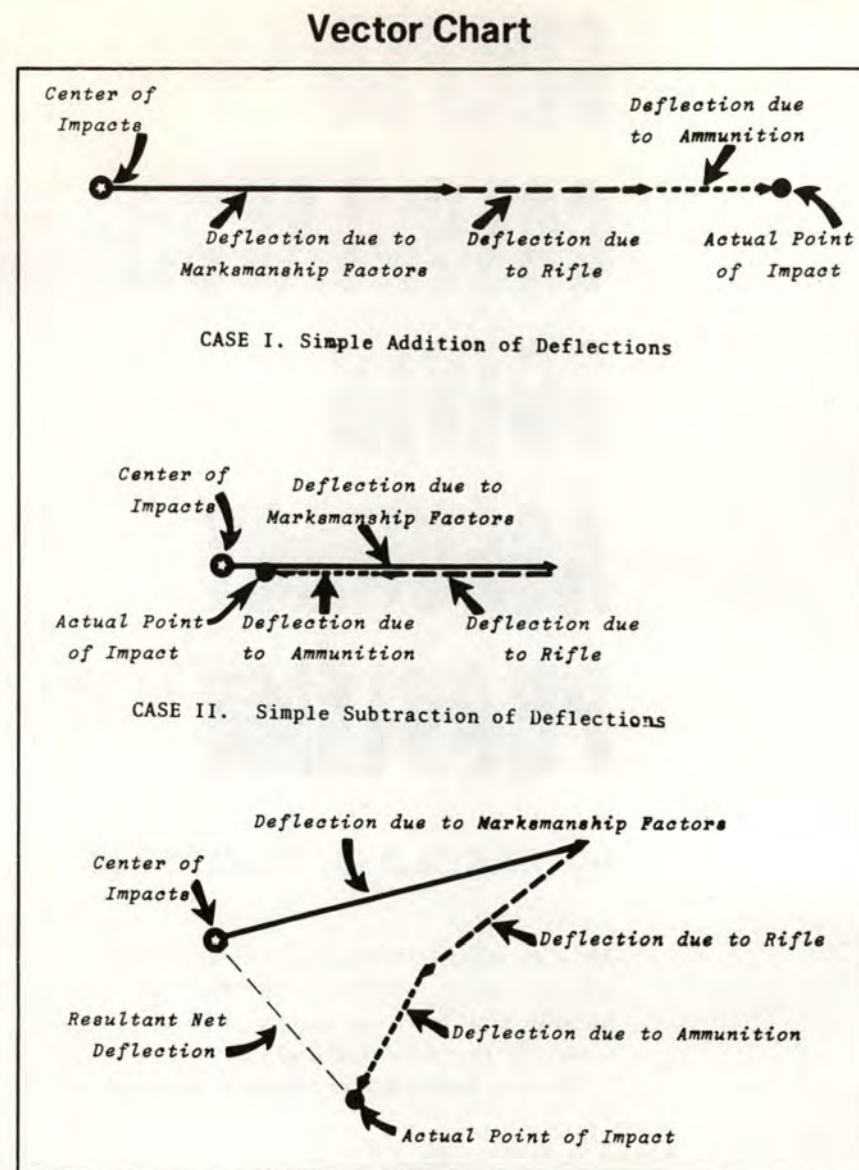 Vector Chart
Center of
Impacts
Deflection due
to Ammunition
Deflection due to
Marksmanship Factors
Deflection due
to Rifle
Actual Point
of Impact
CASE I. Simple Addition of Deflections
Center of
Impacts
Deflection due to
Marksmanship Factors
Actual Point
of Impact
Deflection due
to Ammunition
Deflection due
to Rifle
CASE II. Simple Subtraction of Deflections
Deflection due to Marksmanship Factors
Center of
Impacts
Deflection due to Rifle
Resultant Net
Deflection
Deflection due to Ammunition
Actual Point of Impact